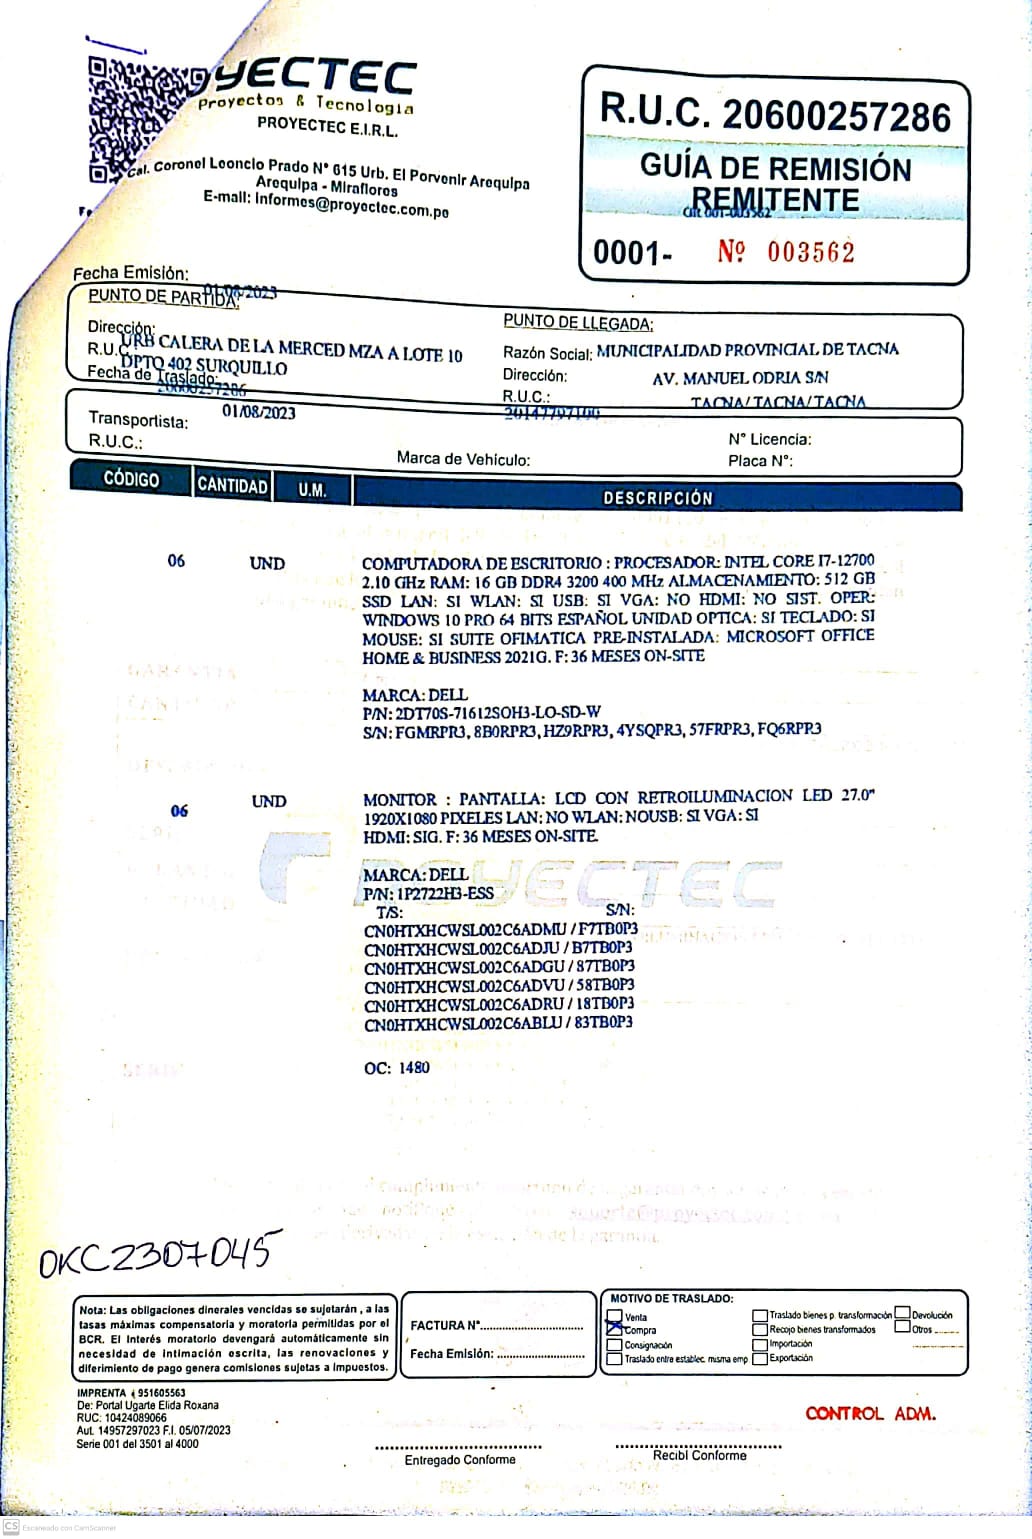 YECTEC
Proyectos & Tecnología
PROYECTEC E.I.R.L.
Cal. Coronel Leoncio Prado N° 615 Urb. El Porvenir Arequipa
Arequipa - Miraflores
E-mail: Informes@proyectec.com.pe
R.U.C. 20600257286
GUÍA DE REMISIÓN
REMITENTE
GR 001-003562
0001- Nº 003562
Fecha Emisión:
01/08/2023
PUNTO DE PARTIDA:
Dirección:
URB CALERA DE LA MERCED MZA A LOTE 10
R.U.C
DPTO 402 SURQUILLO
Fecha de Traslado:
20600257286
01/08/2023
PUNTO DE LLEGADA:
Razón Social: MUNICIPALIDAD PROVINCIAL DE TACNA
Dirección: AV. MANUEL ODRIA S/N
R.U.C.: TACNA/ TACNA/ TACNA
20147797100
Transportista:
R.U.C.:
Marca de Vehículo:
N° Licencia:
Placa N°:
CÓDIGO CANTIDAD U.M. DESCRIPCIÓN
06 UND COMPUTADORA DE ESCRITORIO : PROCESADOR: INTEL CORE I7-12700
2.10 GHz RAM: 16 GB DDR4 3200 400 MHz ALMACENAMIENTO: 512 GB
SSD LAN: SI WLAN: SI USB: SI VGA: NO HDMI: NO SIST. OPER:
WINDOWS 10 PRO 64 BITS ESPAÑOL UNIDAD OPTICA: SI TECLADO: SI
MOUSE: SI SUITE OFIMATICA PRE-INSTALADA: MICROSOFT OFFICE
HOME & BUSINESS 2021G. F: 36 MESES ON-SITE
MARCA: DELL
P/N: 2DT70S-71612SOH3-LO-SD-W
S/N: FGMRPR3, 8B0RPR3, HZ9RPR3, 4YSQPR3, 57FRPR3, FQ6RPR3
06 UND MONITOR : PANTALLA: LCD CON RETROILUMINACION LED 27.0"
1920X1080 PIXELES LAN: NO WLAN: NOUSB: SI VGA: SI
HDMI: SIG. F: 36 MESES ON-SITE.
PROYECTEC
MARCA: DELL
P/N: 1P2722H3-ESS
T/S: S/N:
CN0HTXHCWSL002C6ADMU / F7TB0P3
CN0HTXHCWSL002C6ADJU / B7TB0P3
CN0HTXHCWSL002C6ADGU / 87TB0P3
CN0HTXHCWSL002C6ADVU / 58TB0P3
CN0HTXHCWSL002C6ADRU / 18TB0P3
CN0HTXHCWSL002C6ABLU / 83TB0P3
OC: 1480
OKC2307045
Nota: Las obligaciones dinerales vencidas se sujetarán , a las
tasas máximas compensatoria y moratoria permitidas por el
BCR. El Interés moratorio devengará automáticamente sin
necesidad de intimación escrita, las renovaciones y
diferimiento de pago genera comisiones sujetas a impuestos.
FACTURA N°
Fecha Emisión:
MOTIVO DE TRASLADO:
Venta
Compra
Consignación
Traslado entre establec. misma emp
Traslado bienes p. transformación
Recojo bienes transformados
Importación
Exportación
Devolución
Otros
IMPRENTA 951605563
De: Portal Ugarte Elida Roxana
RUC: 10424089066
Aut. 14957297023 F.I. 05/07/2023
Serie 001 del 3501 al 4000
Entregado Conforme
Recibí Conforme
CONTROL ADM.
CS Escaneado con CamScanner